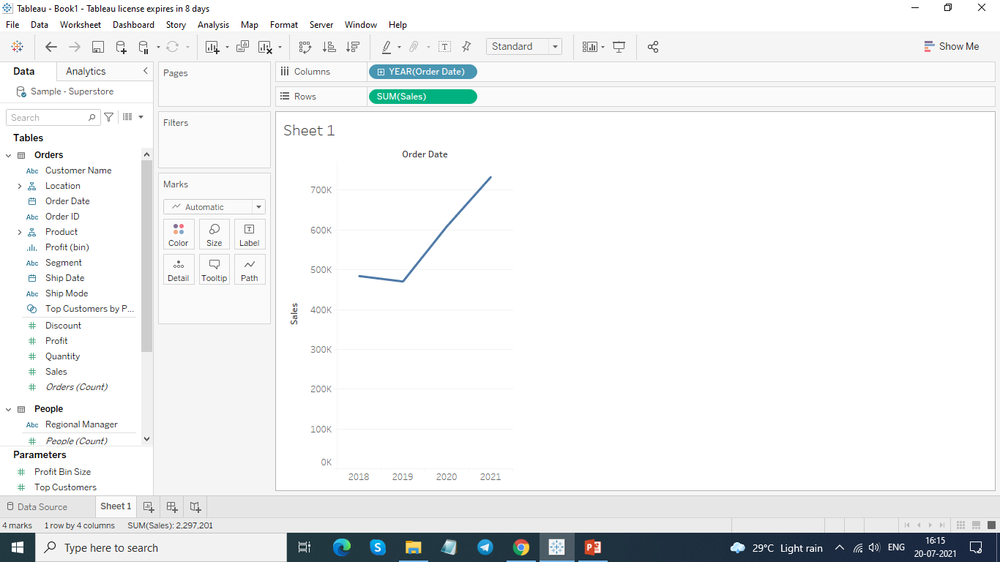 Tableau - Book1 - Tableau license expires in 8 days
File Data Worksheet Dashboard Story Analysis Map Format Server Window Help
Standard
Show Me
Data Analytics
Sample - Superstore
Search
Tables
Orders
Abc Customer Name
Location
Order Date
Abc Order ID
Product
Profit (bin)
Abc Segment
Ship Date
Abc Ship Mode
Top Customers by P...
# Discount
# Profit
# Quantity
# Sales
# Orders (Count)
People
Abc Regional Manager
# People (Count)
Parameters
# Profit Bin Size
# Top Customers
Pages
Filters
Marks
Automatic
Color Size Label
Detail Tooltip Path
Columns YEAR(Order Date)
Rows SUM(Sales)
Sheet 1
Order Date
700K
600K
500K
400K
300K
200K
100K
0K
Sales
2018 2019 2020 2021
Data Source Sheet 1
4 marks 1 row by 4 columns SUM(Sales): 2,297,201
Type here to search
29°C Light rain ENG
16:15
20-07-2021